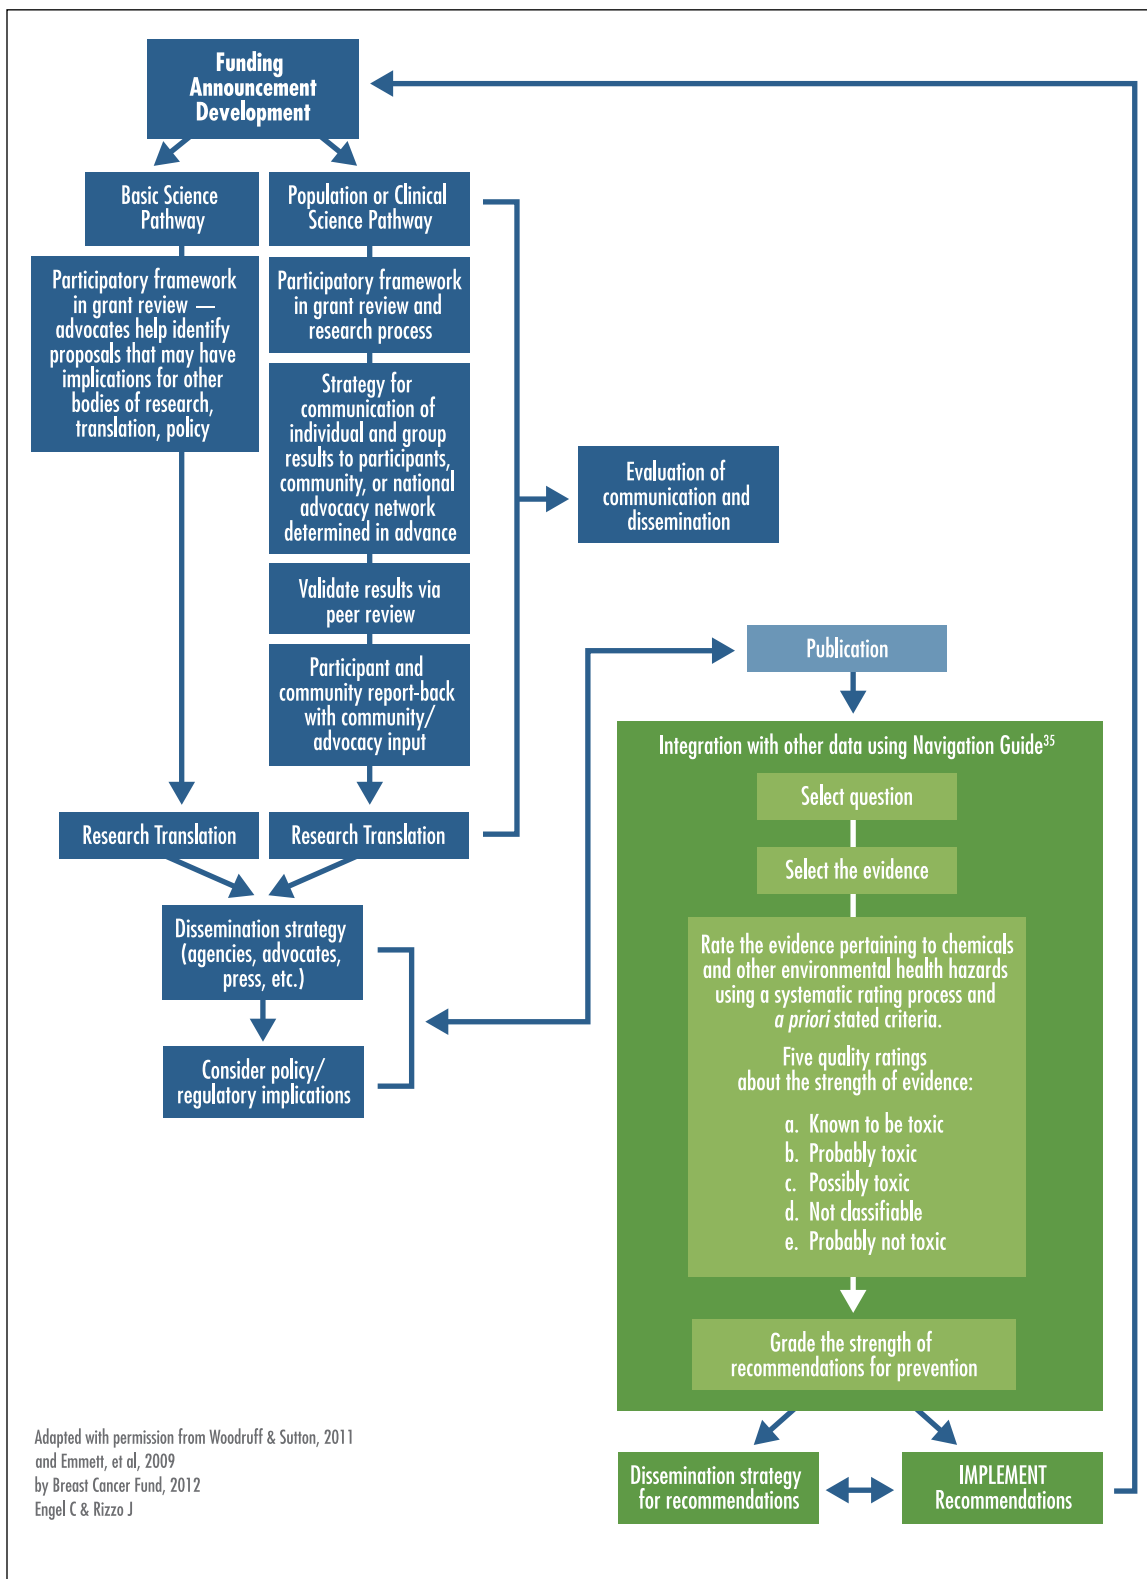 Funding
Announcement
Development
Basic Science
Pathway
Population or Clinical
Science Pathway
Participatory framework
in grant review —
advocates help identify
proposals that may have
implications for other
bodies of research,
translation, policy
Participatory framework
in grant review and
research process
Strategy for
communication of
individual and group
results to participants,
community, or national
advocacy network
determined in advance
Validate results via
peer review
Participant and
community report-back
with community/
advocacy input
Research Translation
Research Translation
Dissemination strategy
(agencies, advocates,
press, etc.)
Consider policy/
regulatory implications
Evaluation of
communication and
dissemination
Publication
Integration with other data using Navigation Guide35
Select question
Select the evidence
Rate the evidence pertaining to chemicals
and other environmental health hazards
using a systematic rating process and
a priori stated criteria.
Five quality ratings
about the strength of evidence:
a. Known to be toxic
b. Probably toxic
c. Possibly toxic
d. Not classifiable
e. Probably not toxic
Grade the strength of
recommendations for prevention
Dissemination strategy
for recommendations
IMPLEMENT
Recommendations
Adapted with permission from Woodruff & Sutton, 2011
and Emmett, et al, 2009
by Breast Cancer Fund, 2012
Engel C & Rizzo J